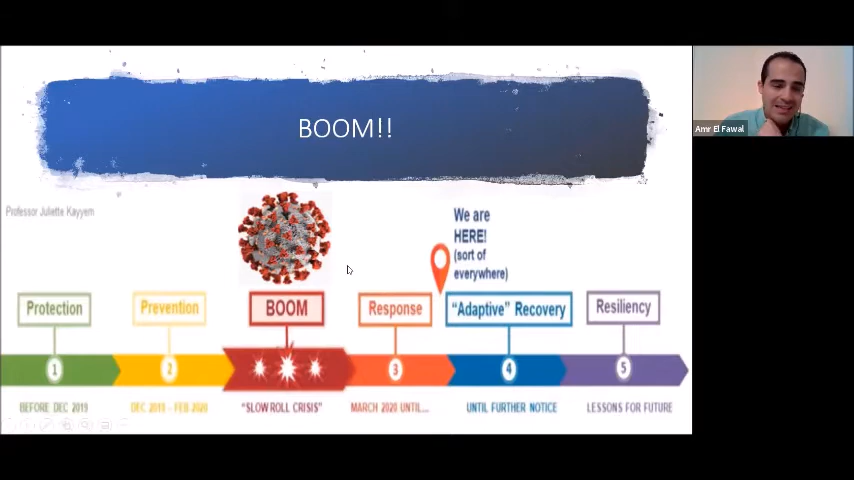 BOOM!!
Amr El Fawal
Professor Juliette Kayyem
We are
HERE!
(sort of
everywhere)
Protection
Prevention
BOOM
Response
“Adaptive” Recovery
Resiliency
1
2
3
4
5
BEFORE DEC 2019
DEC 2019 - FEB 2020
“SLOW ROLL CRISIS”
MARCH 2020 UNTIL...
UNTIL FURTHER NOTICE
LESSONS FOR FUTURE